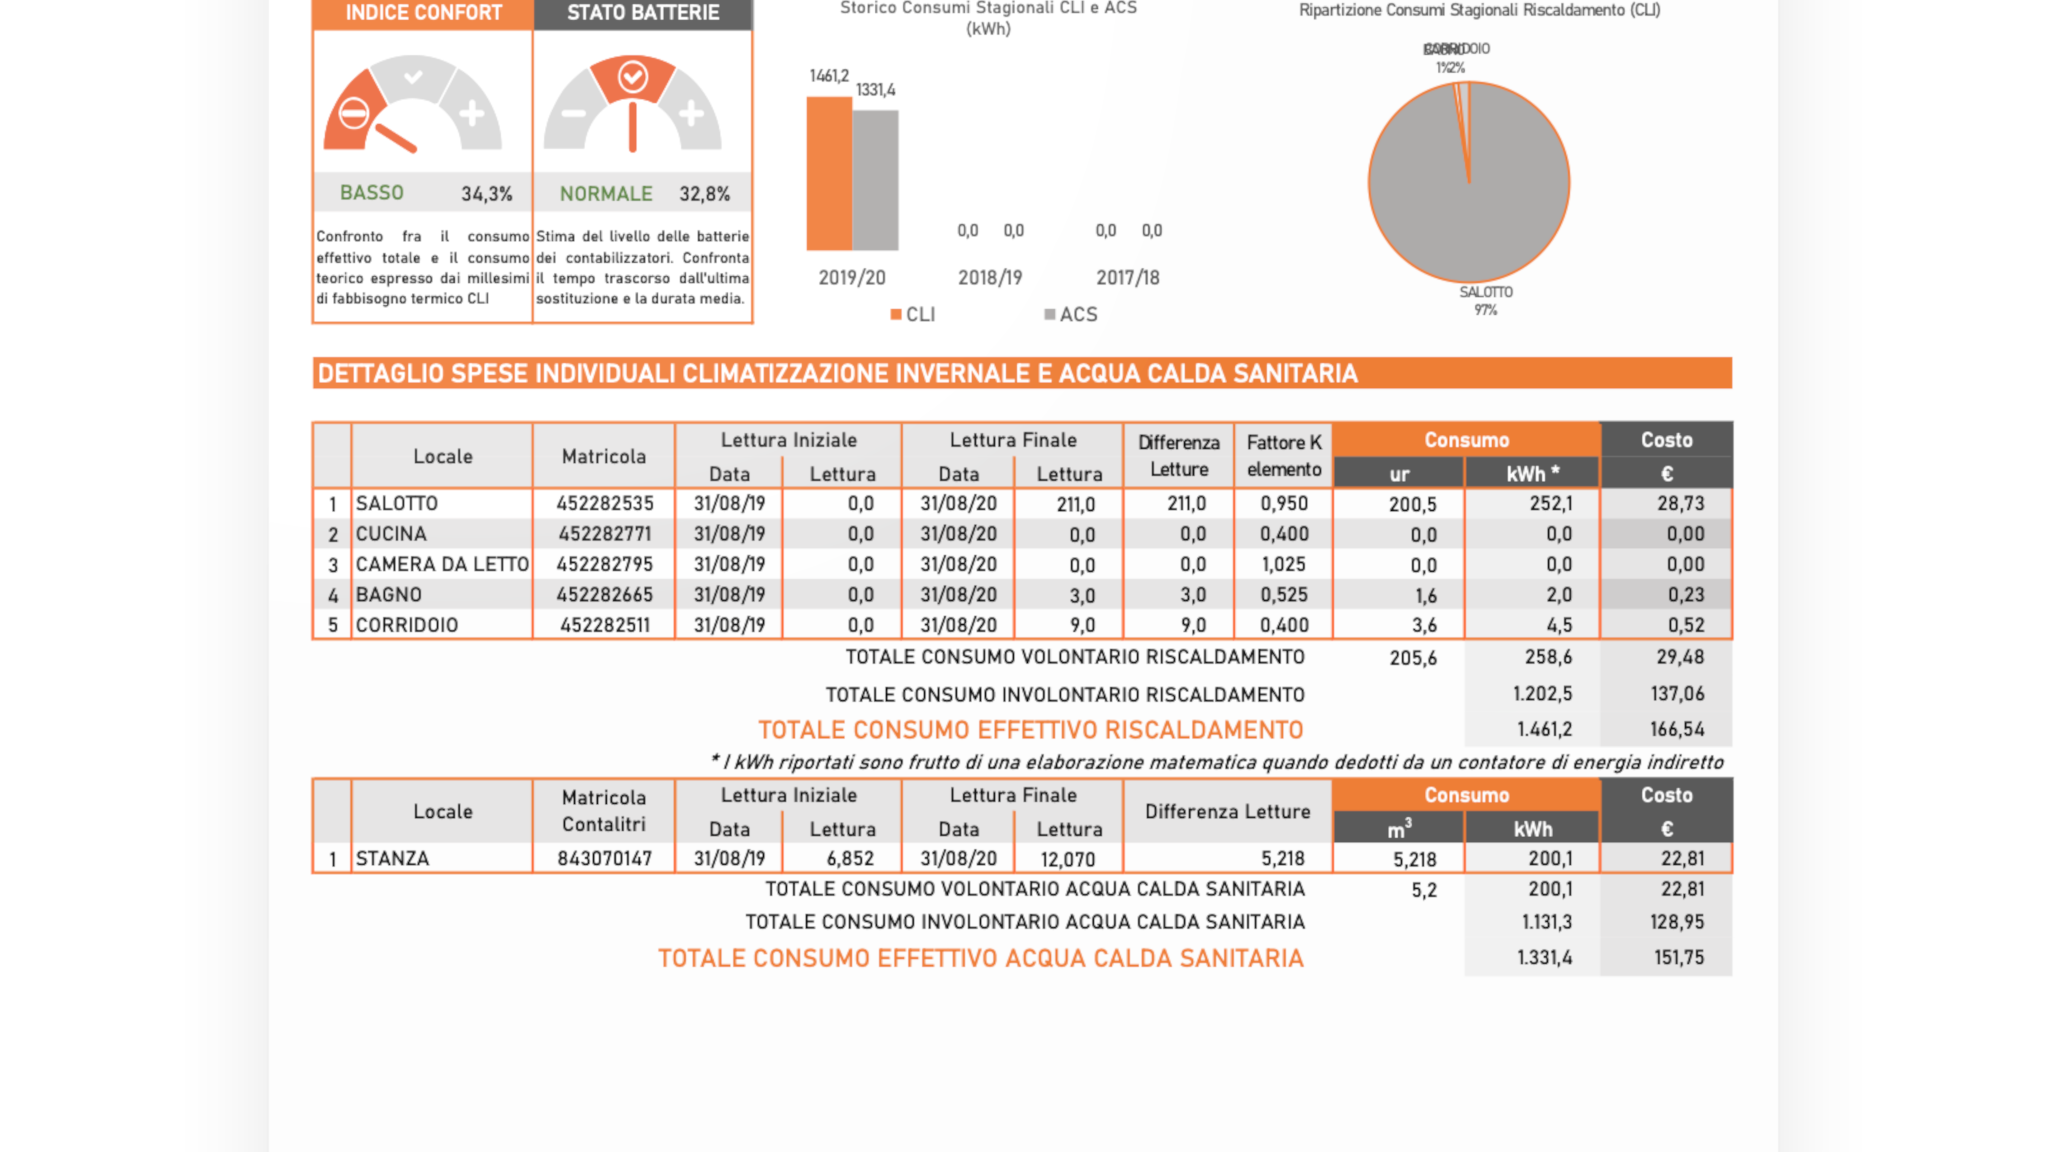 INDICE CONFORT STATO BATTERIE
BASSO 34,3% NORMALE 32,8%
Confronto fra il consumo
effettivo totale e il consumo
teorico espresso dai millesimi
di fabbisogno termico CLI
Stima del livello delle batterie
dei contabilizzatori. Confronta
il tempo trascorso dall'ultima
sostituzione e la durata media.
Storico Consumi Stagionali CLI e ACS
(kWh)
1461,2
1331,4
0,0 0,0 0,0 0,0
2019/20 2018/19 2017/18
CLI ACS
Ripartizione Consumi Stagionali Riscaldamento (CLI)
BAGNO CORRIDOIO
1% 2%
SALOTTO
97%
DETTAGLIO SPESE INDIVIDUALI CLIMATIZZAZIONE INVERNALE E ACQUA CALDA SANITARIA
Locale Matricola Lettura Iniziale Lettura Finale Differenza Letture Fattore K elemento Consumo Costo
Data Lettura Data Lettura ur kWh * €
1 SALOTTO 452282535 31/08/19 0,0 31/08/20 211,0 211,0 0,950 200,5 252,1 28,73
2 CUCINA 452282771 31/08/19 0,0 31/08/20 0,0 0,0 0,400 0,0 0,0 0,00
3 CAMERA DA LETTO 452282795 31/08/19 0,0 31/08/20 0,0 0,0 1,025 0,0 0,0 0,00
4 BAGNO 452282665 31/08/19 0,0 31/08/20 3,0 3,0 0,525 1,6 2,0 0,23
5 CORRIDOIO 452282511 31/08/19 0,0 31/08/20 9,0 9,0 0,400 3,6 4,5 0,52
TOTALE CONSUMO VOLONTARIO RISCALDAMENTO 205,6 258,6 29,48
TOTALE CONSUMO INVOLONTARIO RISCALDAMENTO 1.202,5 137,06
TOTALE CONSUMO EFFETTIVO RISCALDAMENTO 1.461,2 166,54
* I kWh riportati sono frutto di una elaborazione matematica quando dedotti da un contatore di energia indiretto
Locale Matricola Contalitri Lettura Iniziale Lettura Finale Differenza Letture Consumo Costo
Data Lettura Data Lettura m³ kWh €
1 STANZA 843070147 31/08/19 6,852 31/08/20 12,070 5,218 5,218 200,1 22,81
TOTALE CONSUMO VOLONTARIO ACQUA CALDA SANITARIA 5,2 200,1 22,81
TOTALE CONSUMO INVOLONTARIO ACQUA CALDA SANITARIA 1.131,3 128,95
TOTALE CONSUMO EFFETTIVO ACQUA CALDA SANITARIA 1.331,4 151,75